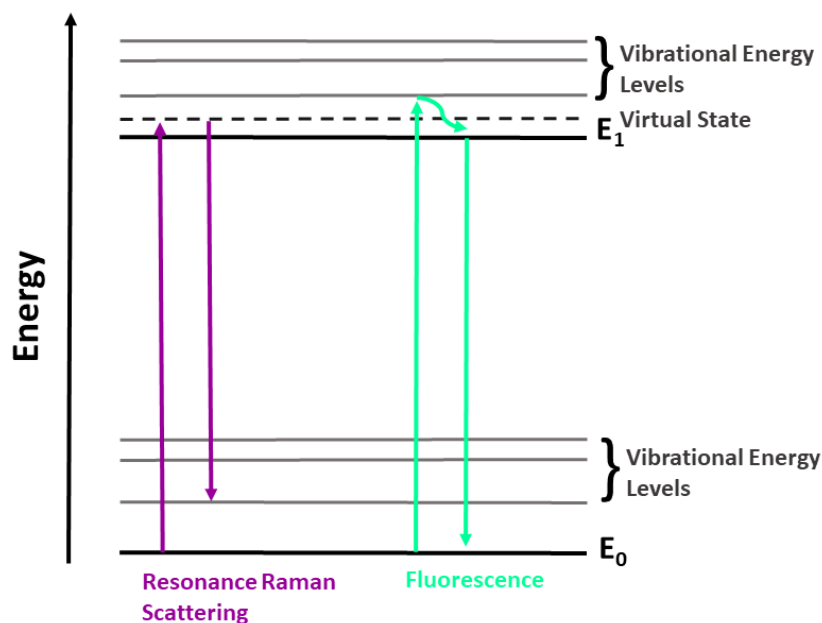 Vibrational Energy
Levels
E₁
Virtual State
Energy
Vibrational Energy
Levels
E₀
Resonance Raman
Scattering
Fluorescence